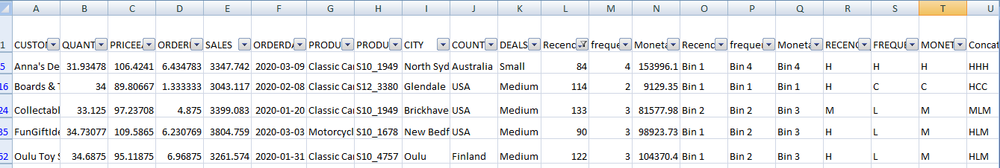 A B C D E F G H I J K L M N O P Q R S T U
1 CUSTO QUANT PRICEE ORDERI SALES ORDERDA PRODU PRODU CITY COUNT DEALS Recenc freque Moneta Recenc frequer Moneta RECENC FREQUE MONET Concat
5 Anna's De 31.93478 106.4241 6.434783 3347.742 2020-03-09 Classic Car S10_1949 North Syd Australia Small 84 4 153996.1 Bin 1 Bin 4 Bin 4 H H H HHH
16 Boards & T 34 89.80667 1.333333 3043.117 2020-02-08 Classic Car S12_3380 Glendale USA Medium 114 2 9129.35 Bin 1 Bin 1 Bin 1 H C C HCC
24 Collectabl 33.125 97.23708 4.875 3399.083 2020-01-20 Classic Car S10_1949 Brickhave USA Medium 133 3 81577.98 Bin 2 Bin 2 Bin 3 M L M MLM
35 FunGiftIde 34.73077 109.5865 6.230769 3804.759 2020-03-03 Motorcycl S10_1678 New Bedf USA Medium 90 3 98923.73 Bin 1 Bin 2 Bin 3 H L M HLM
62 Oulu Toy S 34.6875 95.11875 6.96875 3261.574 2020-01-31 Classic Car S10_4757 Oulu Finland Medium 122 3 104370.4 Bin 1 Bin 2 Bin 3 H L M HLM